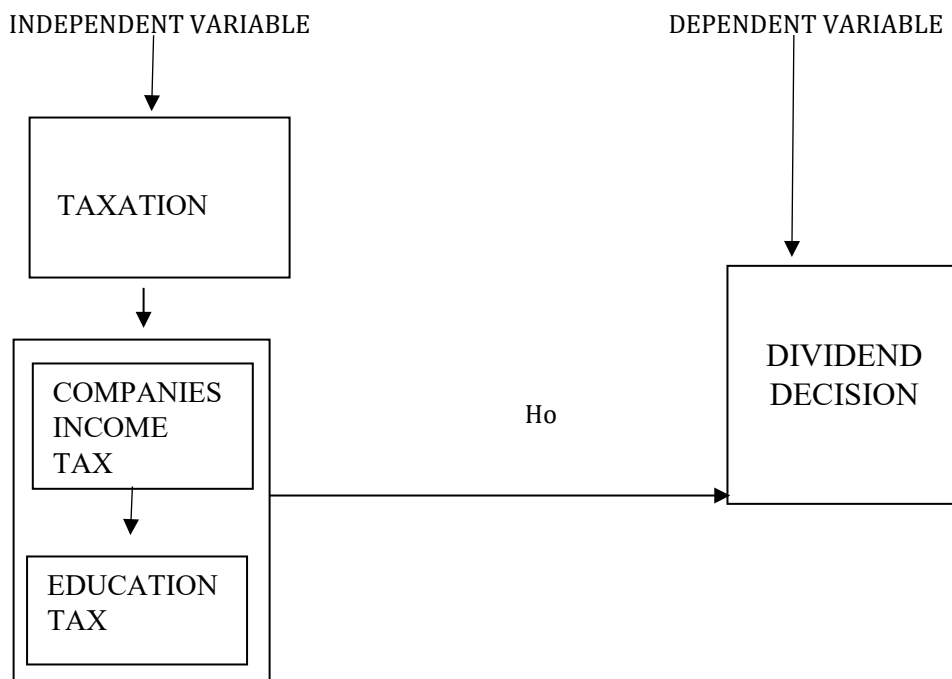 INDEPENDENT VARIABLE
DEPENDENT VARIABLE
TAXATION
COMPANIES
INCOME
TAX
EDUCATION
TAX
Ho
DIVIDEND
DECISION